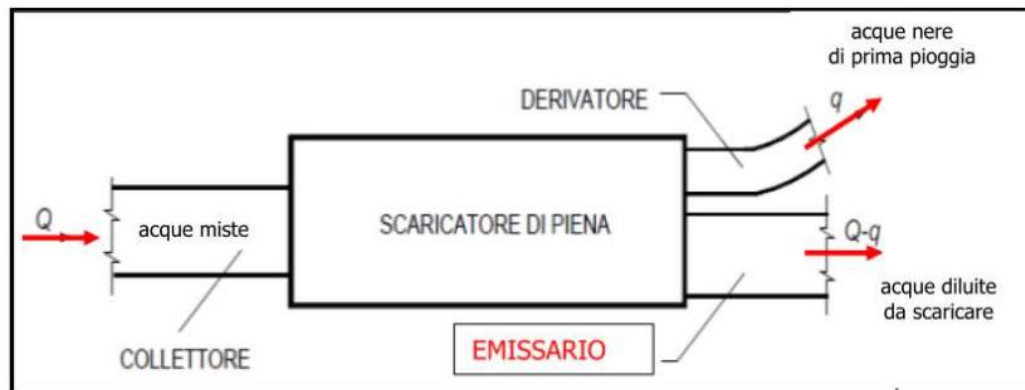 acque nere
di prima pioggia
DERIVATORE
q
Q
acque miste
SCARICATORE DI PIENA
Q-q
acque diluite
da scaricare
COLLETTORE
EMISSARIO